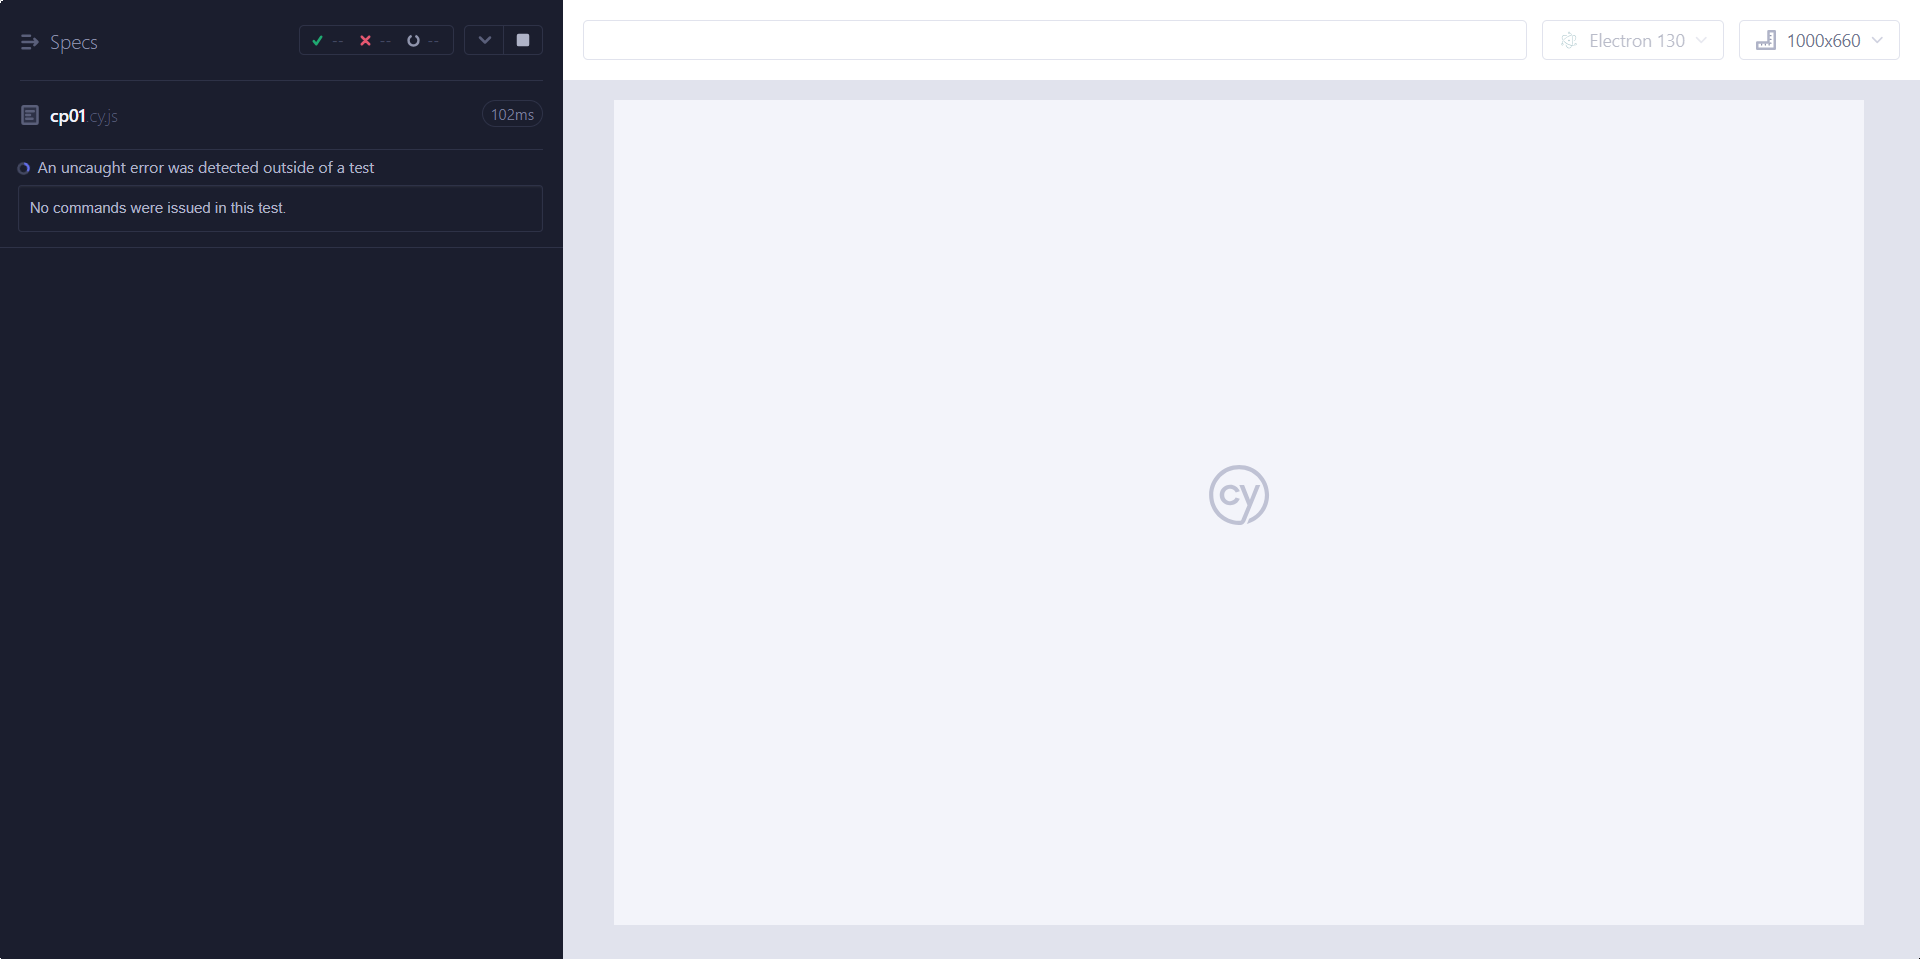 Specs
-- -- --
cp01.cy.js
102ms
An uncaught error was detected outside of a test
No commands were issued in this test.
Electron 130
1000x660
cy